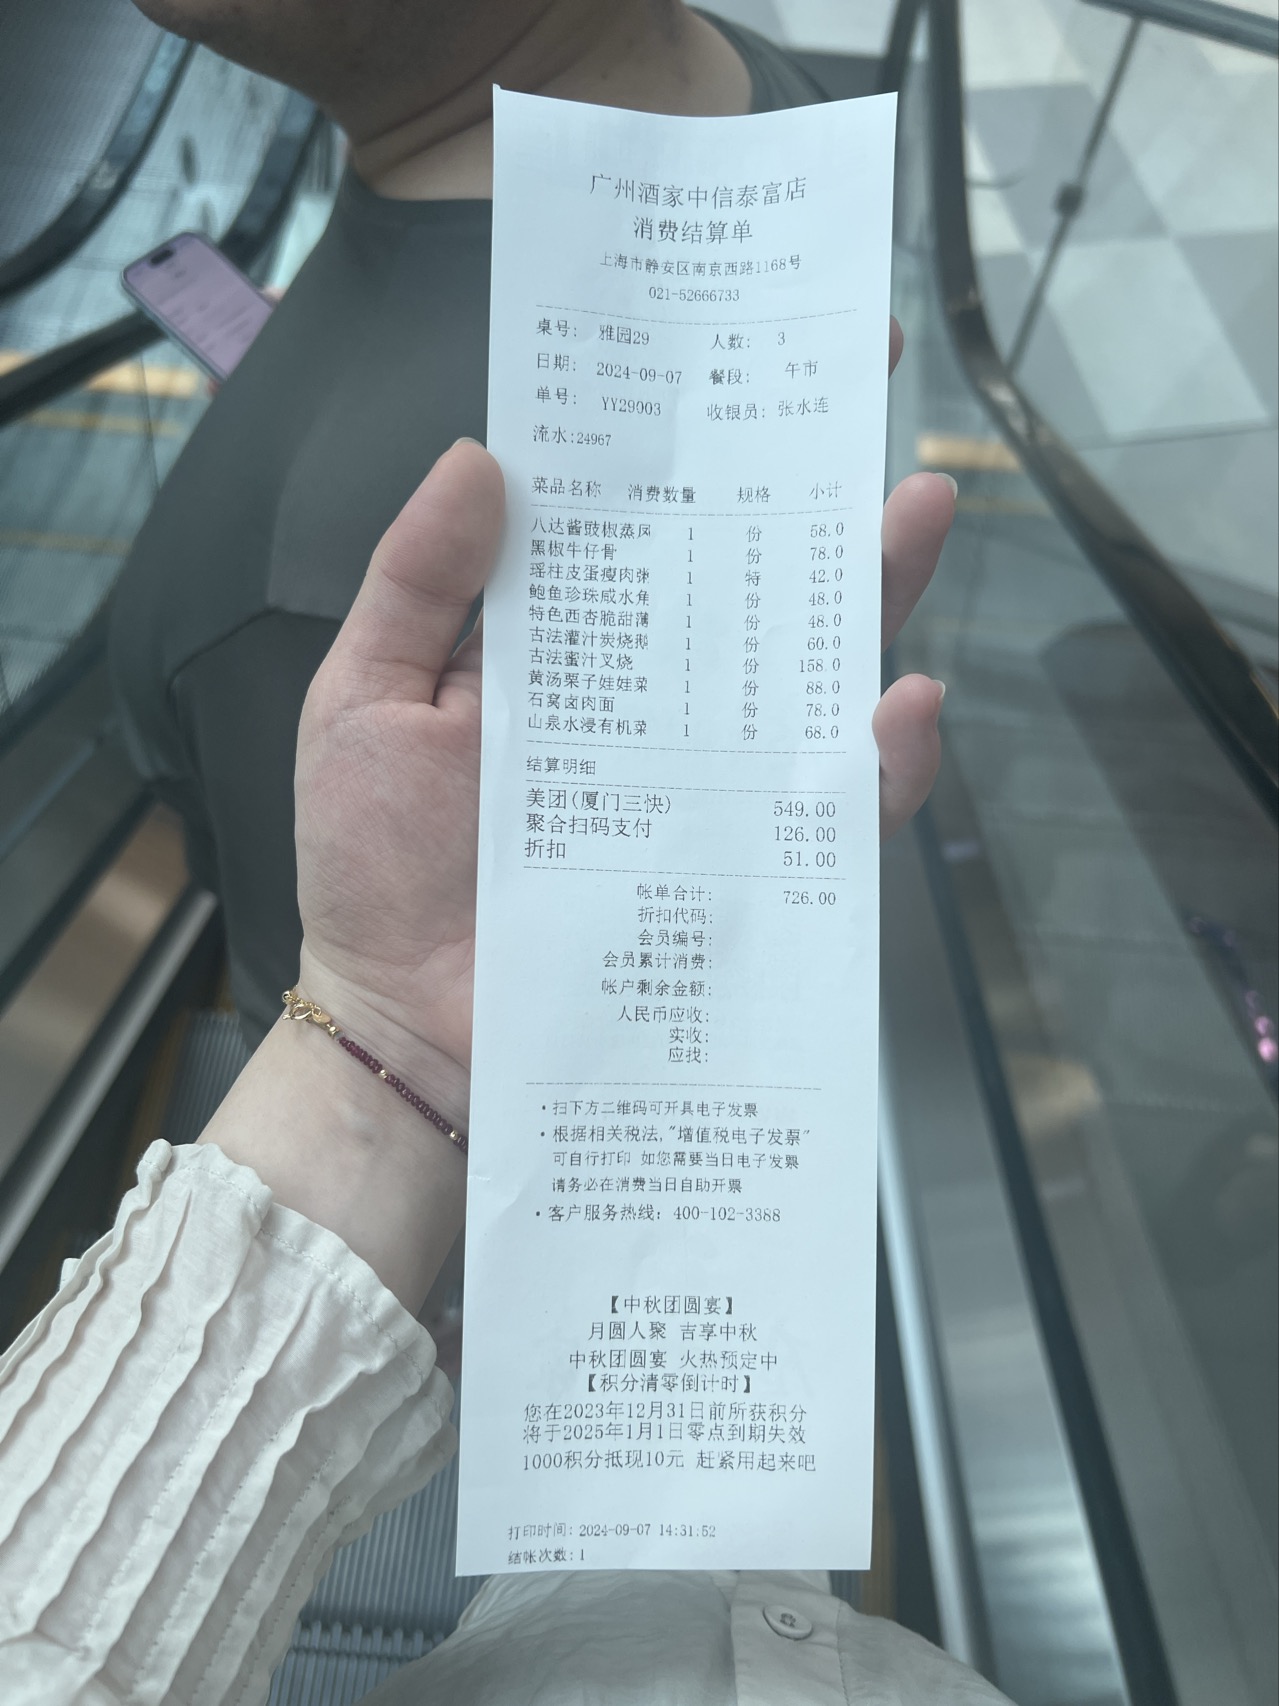 广州酒家中信泰富店
消费结算单
上海市静安区南京西路1168号
021-52666733
桌号: 雅园29 人数: 3
日期: 2024-09-07 餐段: 午市
单号: YY29003 收银员: 张水连
流水:24967
菜品名称 消费数量 规格 小计
八达酱豉椒蒸凤 1 份 58.0
黑椒牛仔骨 1 份 78.0
瑶柱皮蛋瘦肉粥 1 特 42.0
鲍鱼珍珠咸水角 1 份 48.0
特色西杏脆甜薄 1 份 48.0
古法灌汁炭烧鹅 1 份 60.0
古法蜜汁叉烧 1 份 158.0
黄汤栗子娃娃菜 1 份 88.0
石窝卤肉面 1 份 78.0
山泉水浸有机菜 1 份 68.0
结算明细
美团(厦门三快) 549.00
聚合扫码支付 126.00
折扣 51.00
帐单合计: 726.00
折扣代码:
会员编号:
会员累计消费:
帐户剩余金额:
人民币应收:
实收:
应找:
·扫下方二维码可开具电子发票
·根据相关税法,"增值税电子发票"
可自行打印 如您需要当日电子发票
请务必在消费当日自助开票
·客户服务热线: 400-102-3388
【中秋团圆宴】
月圆人聚 吉享中秋
中秋团圆宴 火热预定中
【积分清零倒计时】
您在2023年12月31日前所获积分
将于2025年1月1日零点到期失效
1000积分抵现10元 赶紧用起来吧
打印时间: 2024-09-07 14:31:52
结帐次数: 1